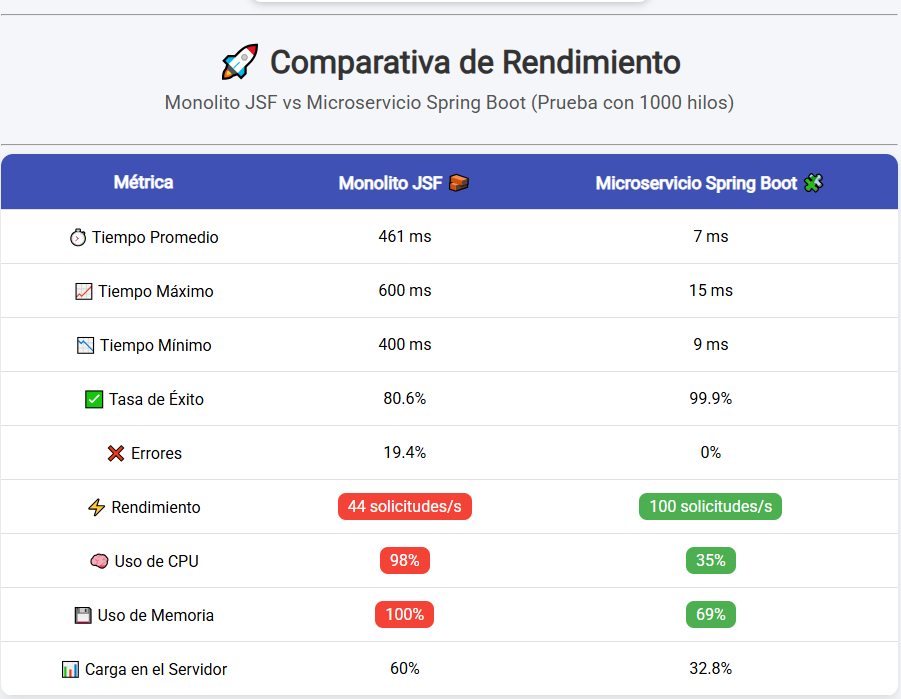 Comparativa de Rendimiento
Monolito JSF vs Microservicio Spring Boot (Prueba con 1000 hilos)
Métrica Monolito JSF Microservicio Spring Boot
Tiempo Promedio 461 ms 7 ms
Tiempo Máximo 600 ms 15 ms
Tiempo Mínimo 400 ms 9 ms
Tasa de Éxito 80.6% 99.9%
Errores 19.4% 0%
Rendimiento 44 solicitudes/s 100 solicitudes/s
Uso de CPU 98% 35%
Uso de Memoria 100% 69%
Carga en el Servidor 60% 32.8%